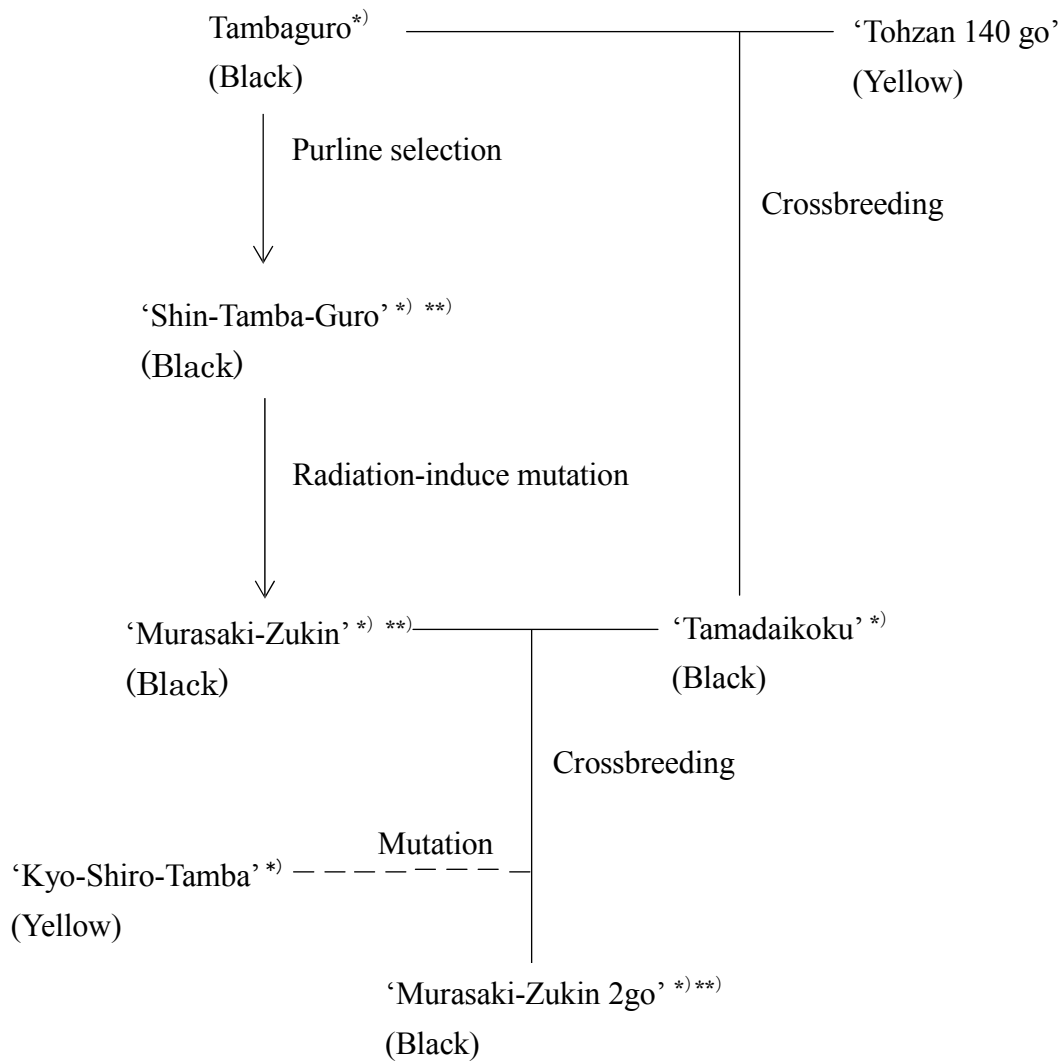 Tambaguro*)
‘Tohzan 140 go’
(Black)
(Yellow)
Purline selection
Crossbreeding
‘Shin-Tamba-Guro’ *) **)
(Black)
Radiation-induce mutation
‘Murasaki-Zukin’ *) **)
‘Tamadaikoku’ *)
(Black)
(Black)
Crossbreeding
Mutation
‘Kyo-Shiro-Tamba’ *)
(Yellow)
‘Murasaki-Zukin 2go’ *)**)
(Black)